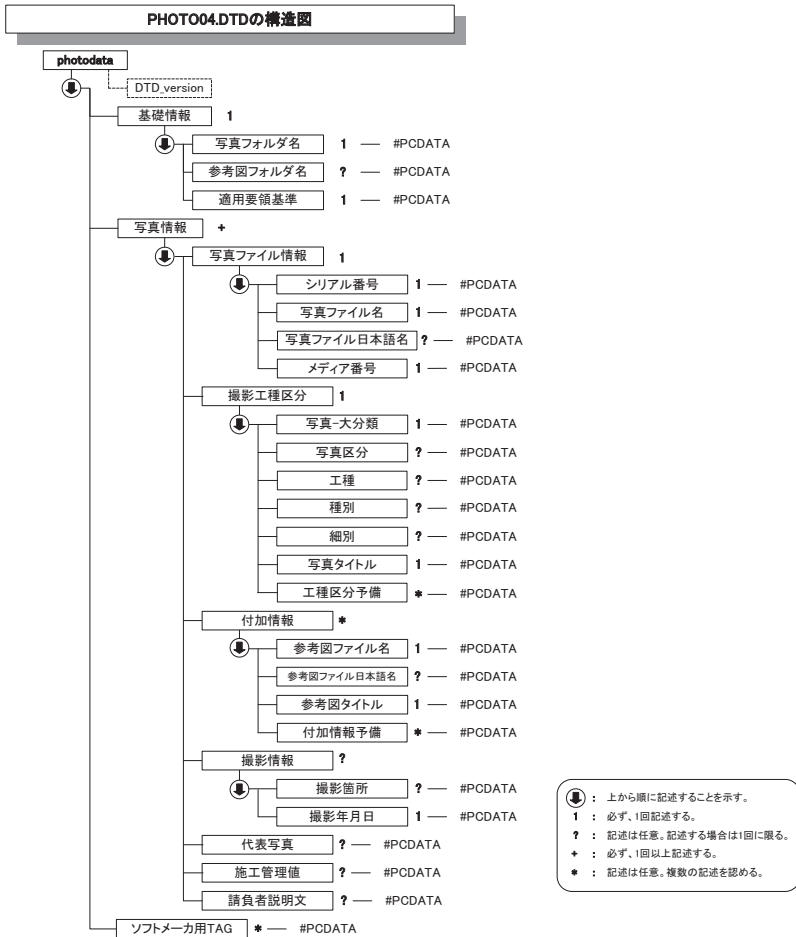 PHOTO04.DTDの構造図
photodata
DTD_version
基礎情報 1
写真フォルダ名 1 — #PCDATA
参考図フォルダ名 ? — #PCDATA
適用要領基準 1 — #PCDATA
写真情報 +
写真ファイル情報 1
シリアル番号 1 — #PCDATA
写真ファイル名 1 — #PCDATA
写真ファイル日本語名 ? — #PCDATA
メディア番号 1 — #PCDATA
撮影工種区分 1
写真-大分類 1 — #PCDATA
写真区分 ? — #PCDATA
工種 ? — #PCDATA
種別 ? — #PCDATA
細別 ? — #PCDATA
写真タイトル 1 — #PCDATA
工種区分予備 * — #PCDATA
付加情報 *
参考図ファイル名 1 — #PCDATA
参考図ファイル日本語名 ? — #PCDATA
参考図タイトル 1 — #PCDATA
付加情報予備 * — #PCDATA
撮影情報 ?
撮影箇所 ? — #PCDATA
撮影年月日 1 — #PCDATA
代表写真 ? — #PCDATA
施工管理値 ? — #PCDATA
請負者説明文 ? — #PCDATA
ソフトメーカ用TAG * — #PCDATA
： 上から順に記述することを示す。
1 ： 必ず、1回記述する。
? ： 記述は任意。記述する場合は1回に限る。
+ ： 必ず、1回以上記述する。
* ： 記述は任意。複数の記述を認める。